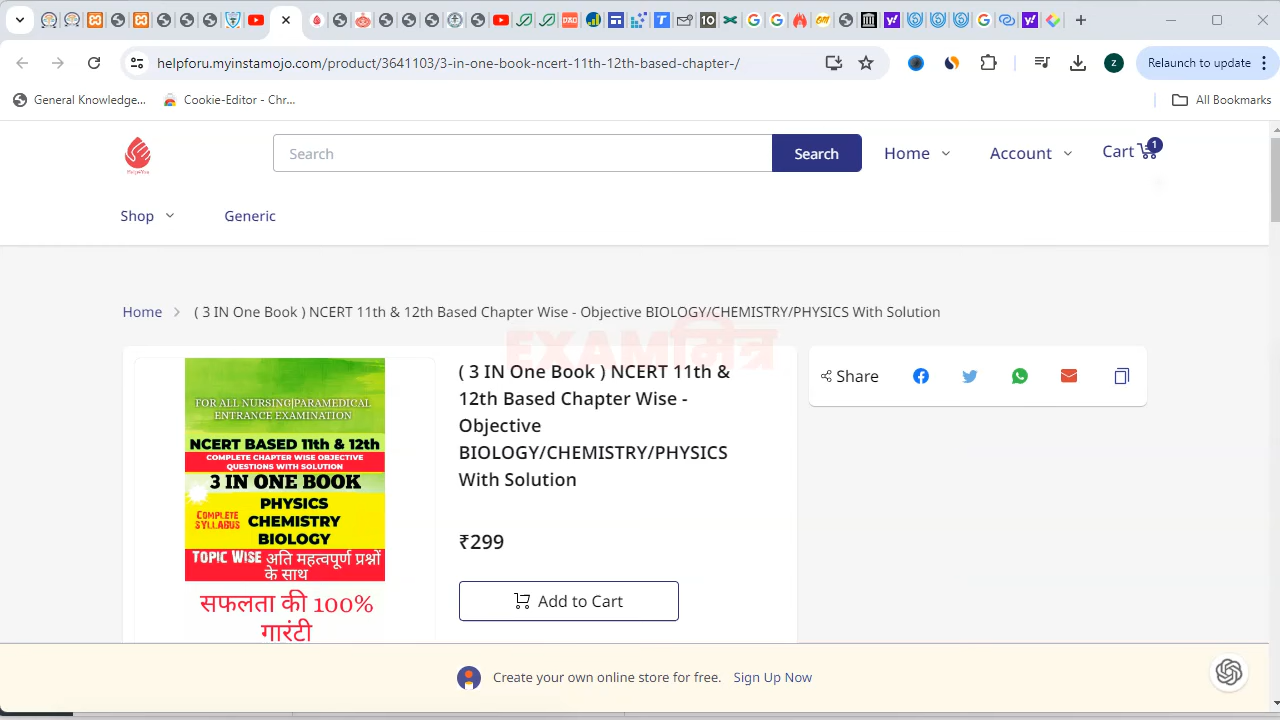 helpforunyinstamojo.com/product/3641103/3-in-one-book-ncert-11th-12th-based-chapter-/
Relaunch to update
General Knowledge...
Cookie-Editor - Chr...
All Bookmarks
Search
Search
Home
Account
Cart
1
Shop
Generic
Home > ( 3 IN One Book ) NCERT 11th & 12th Based Chapter Wise - Objective BIOLOGY/CHEMISTRY/PHYSICS With Solution
EXAMमित्र
FOR ALL NURSING|PARAMEDICAL
ENTRANCE EXAMINATION
NCERT BASED 11th & 12th
COMPLETE CHAPTER WISE OBJECTIVE
QUESTIONS WITH SOLUTION
3 IN ONE BOOK
COMPLETE
SYLLABUS
PHYSICS
CHEMISTRY
BIOLOGY
TOPIC WISE अति महत्वपूर्ण प्रश्नों
के साथ
सफलता की 100%
गारंटी
( 3 IN One Book ) NCERT 11th &
12th Based Chapter Wise -
Objective
BIOLOGY/CHEMISTRY/PHYSICS
With Solution
₹299
Add to Cart
Share
Create your own online store for free. Sign Up Now